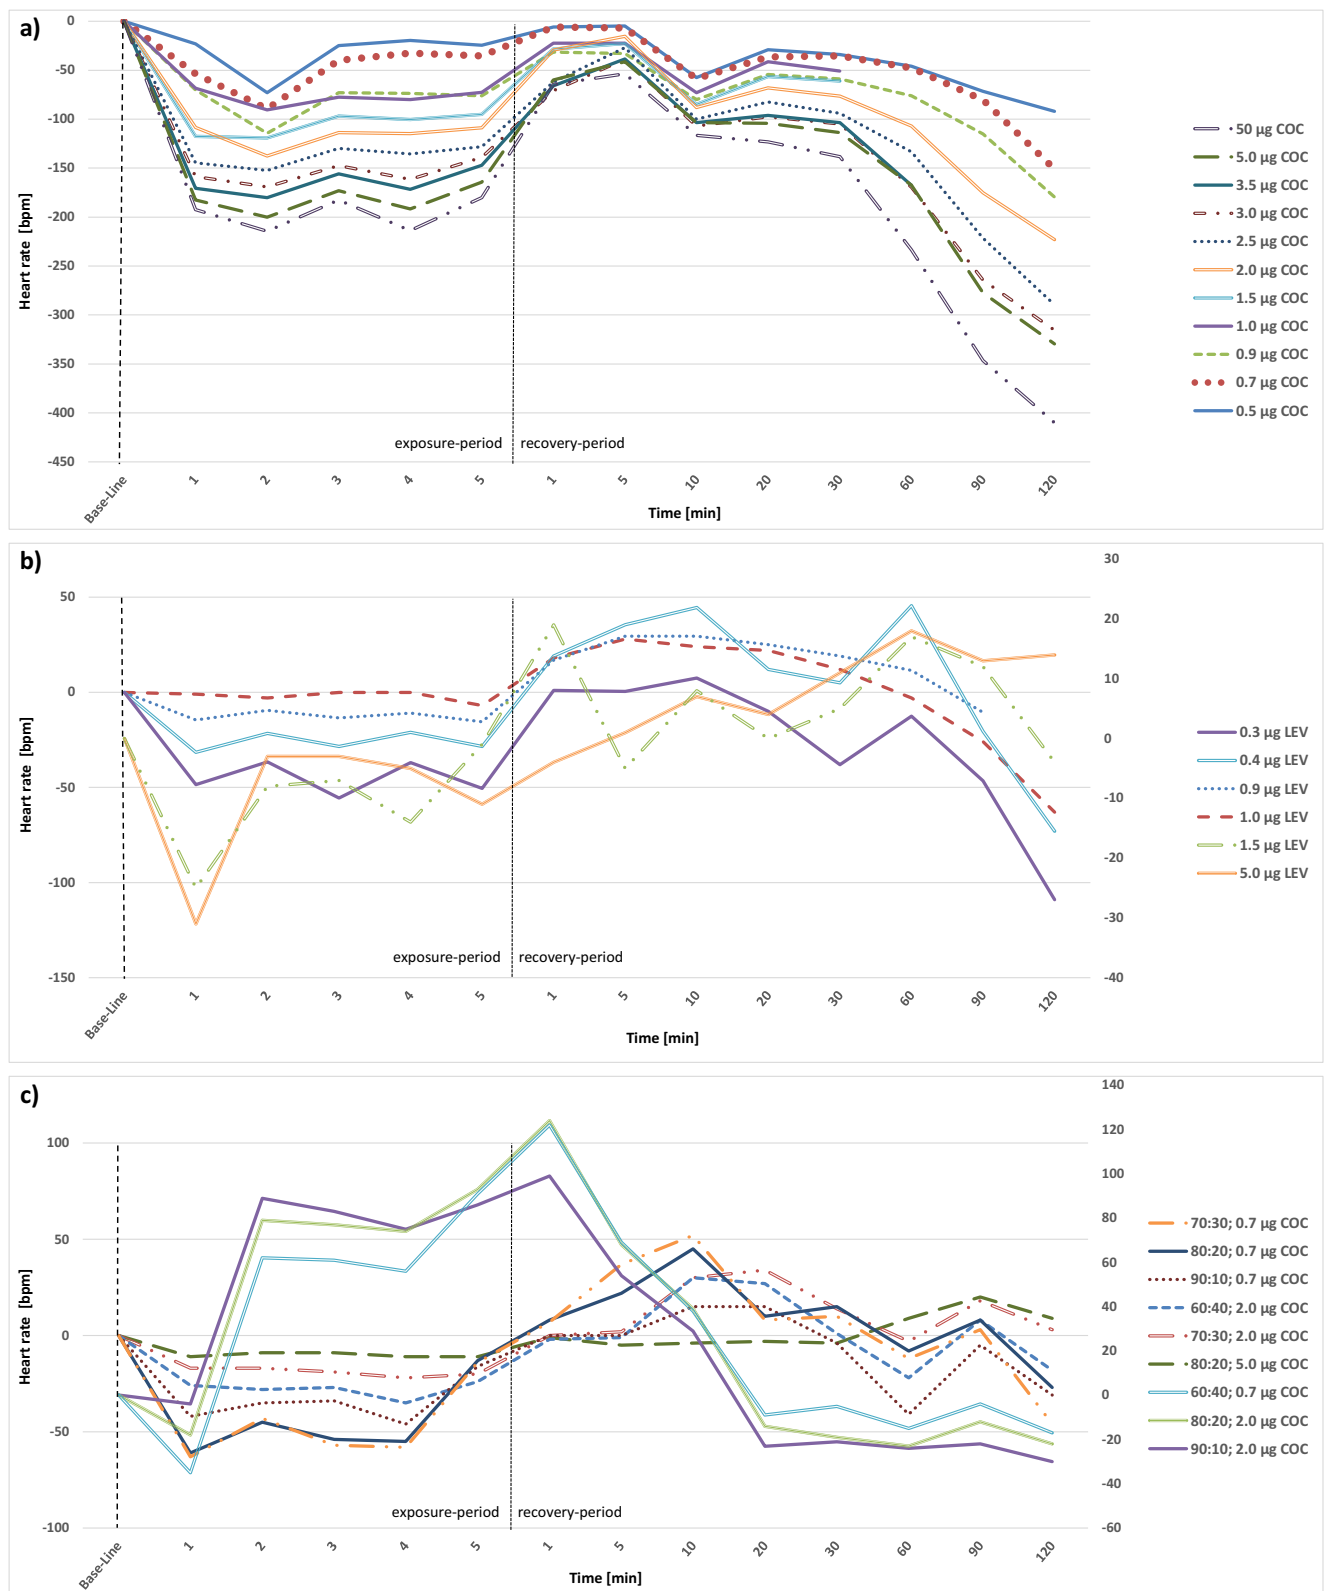 a)
0
-50
-100
-150
-200
-250
-300
-350
-400
-450
Heart rate [bpm]
exposure-period
recovery-period
Base-Line
1
2
3
4
5
1
5
10
20
30
60
90
120
Time [min]
50 µg COC
5.0 µg COC
3.5 µg COC
3.0 µg COC
2.5 µg COC
2.0 µg COC
1.5 µg COC
1.0 µg COC
0.9 µg COC
0.7 µg COC
0.5 µg COC
b)
50
0
-50
-100
-150
Heart rate [bpm]
30
20
10
0
-10
-20
-30
-40
exposure-period
recovery-period
Base-Line
1
2
3
4
5
1
5
10
20
30
60
90
120
Time [min]
0.3 µg LEV
0.4 µg LEV
0.9 µg LEV
1.0 µg LEV
1.5 µg LEV
5.0 µg LEV
c)
100
50
0
-50
-100
Heart rate [bpm]
140
120
100
80
60
40
20
0
-20
-40
-60
exposure-period
recovery-period
Base-Line
1
2
3
4
5
1
5
10
20
30
60
90
120
Time [min]
70:30; 0.7 µg COC
80:20; 0.7 µg COC
90:10; 0.7 µg COC
60:40; 2.0 µg COC
70:30; 2.0 µg COC
80:20; 5.0 µg COC
60:40; 0.7 µg COC
80:20; 2.0 µg COC
90:10; 2.0 µg COC